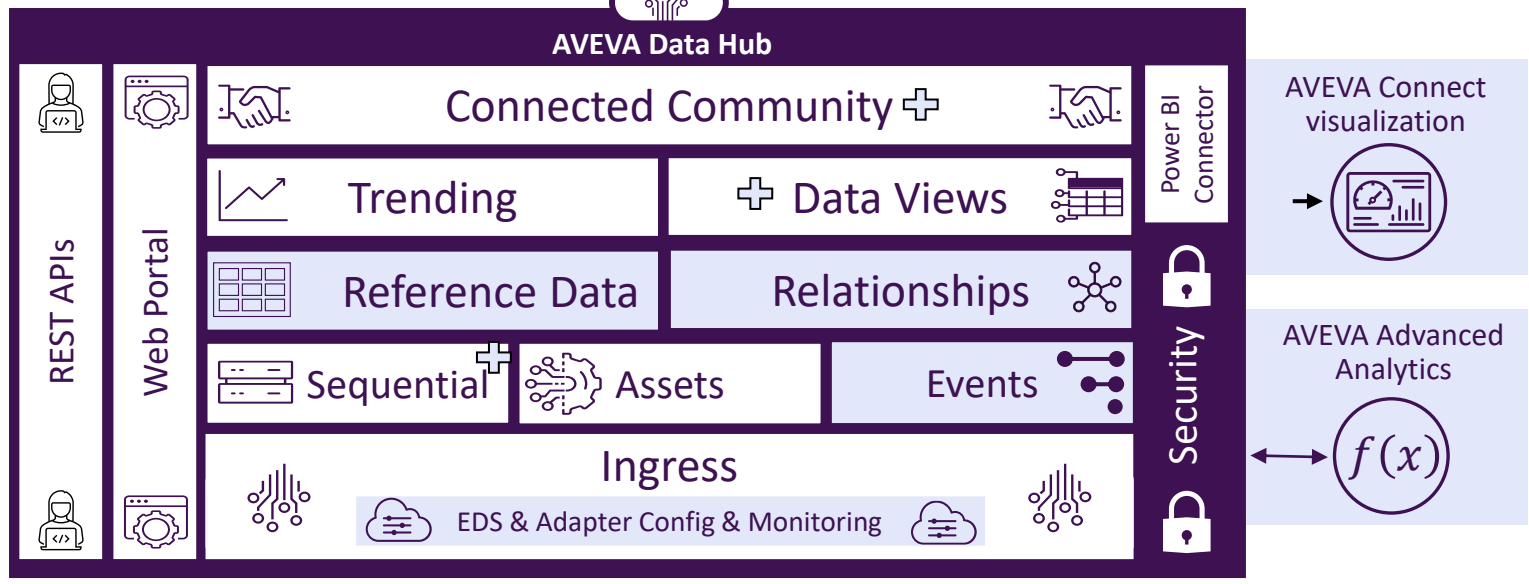 AVEVA Data Hub
REST APIs
Web Portal
Connected Community
Trending
Data Views
Reference Data
Relationships
Sequential
Assets
Events
Ingress
EDS & Adapter Config & Monitoring
Power BI
Connector
Security
AVEVA Connect
visualization
AVEVA Advanced
Analytics
f(x)